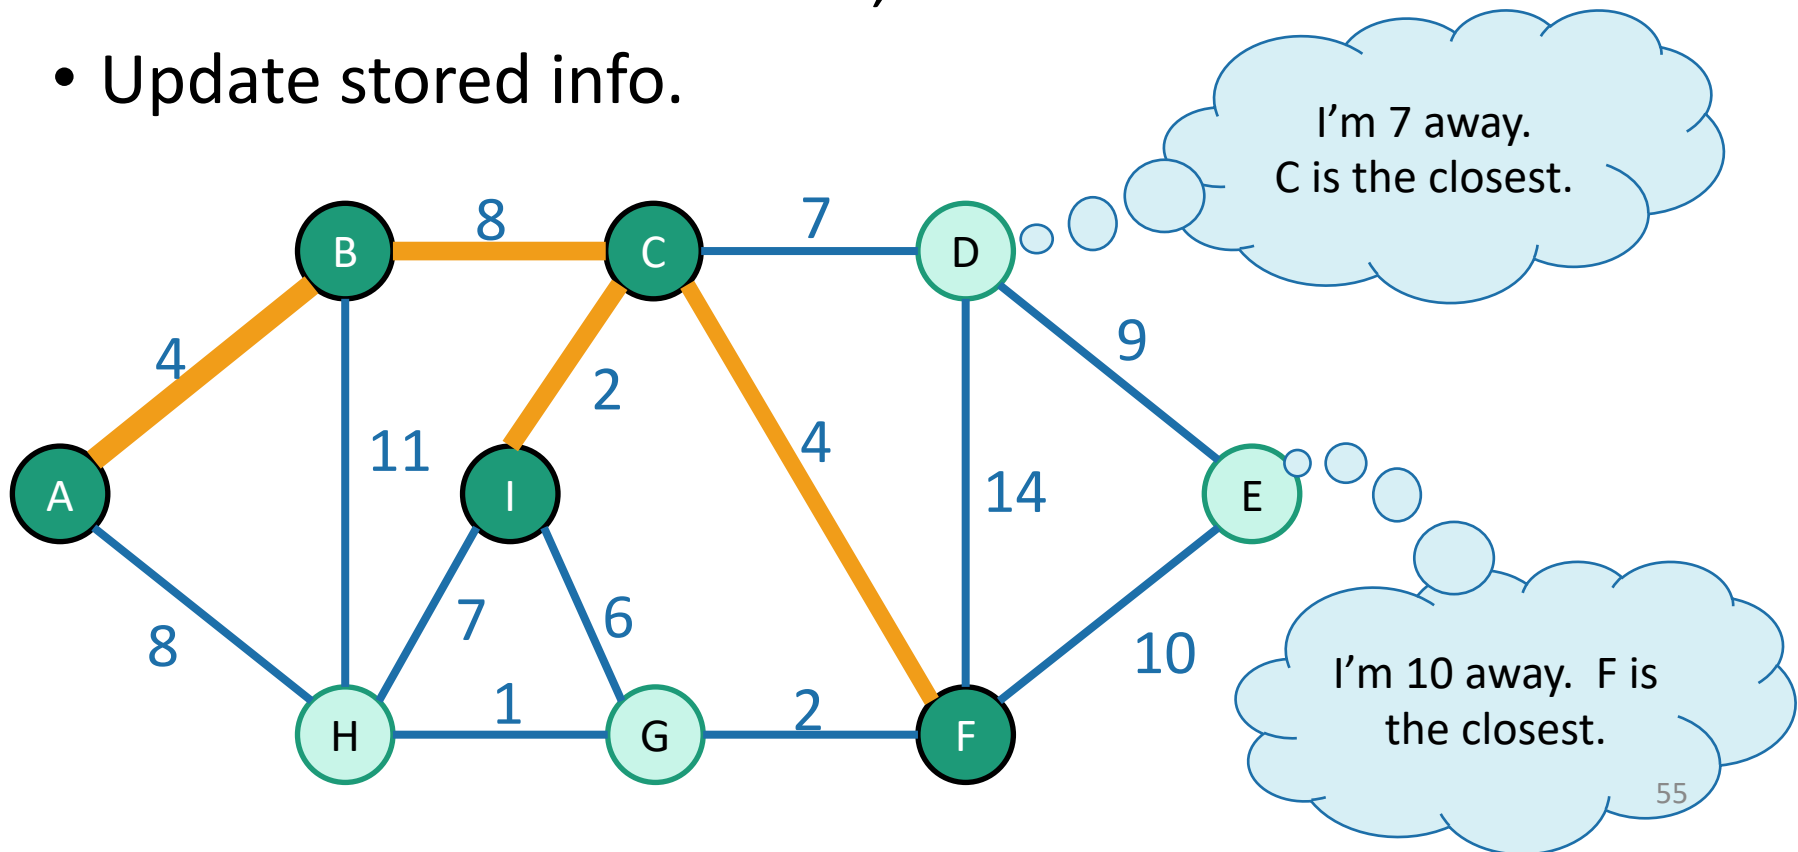 • Update stored info.
I'm 7 away.
C is the closest.
8
7
B
C
D
4
9
2
11
4
A
I
14
E
7
6
8
10
I'm 10 away. F is
the closest.
1
2
H
G
F
55